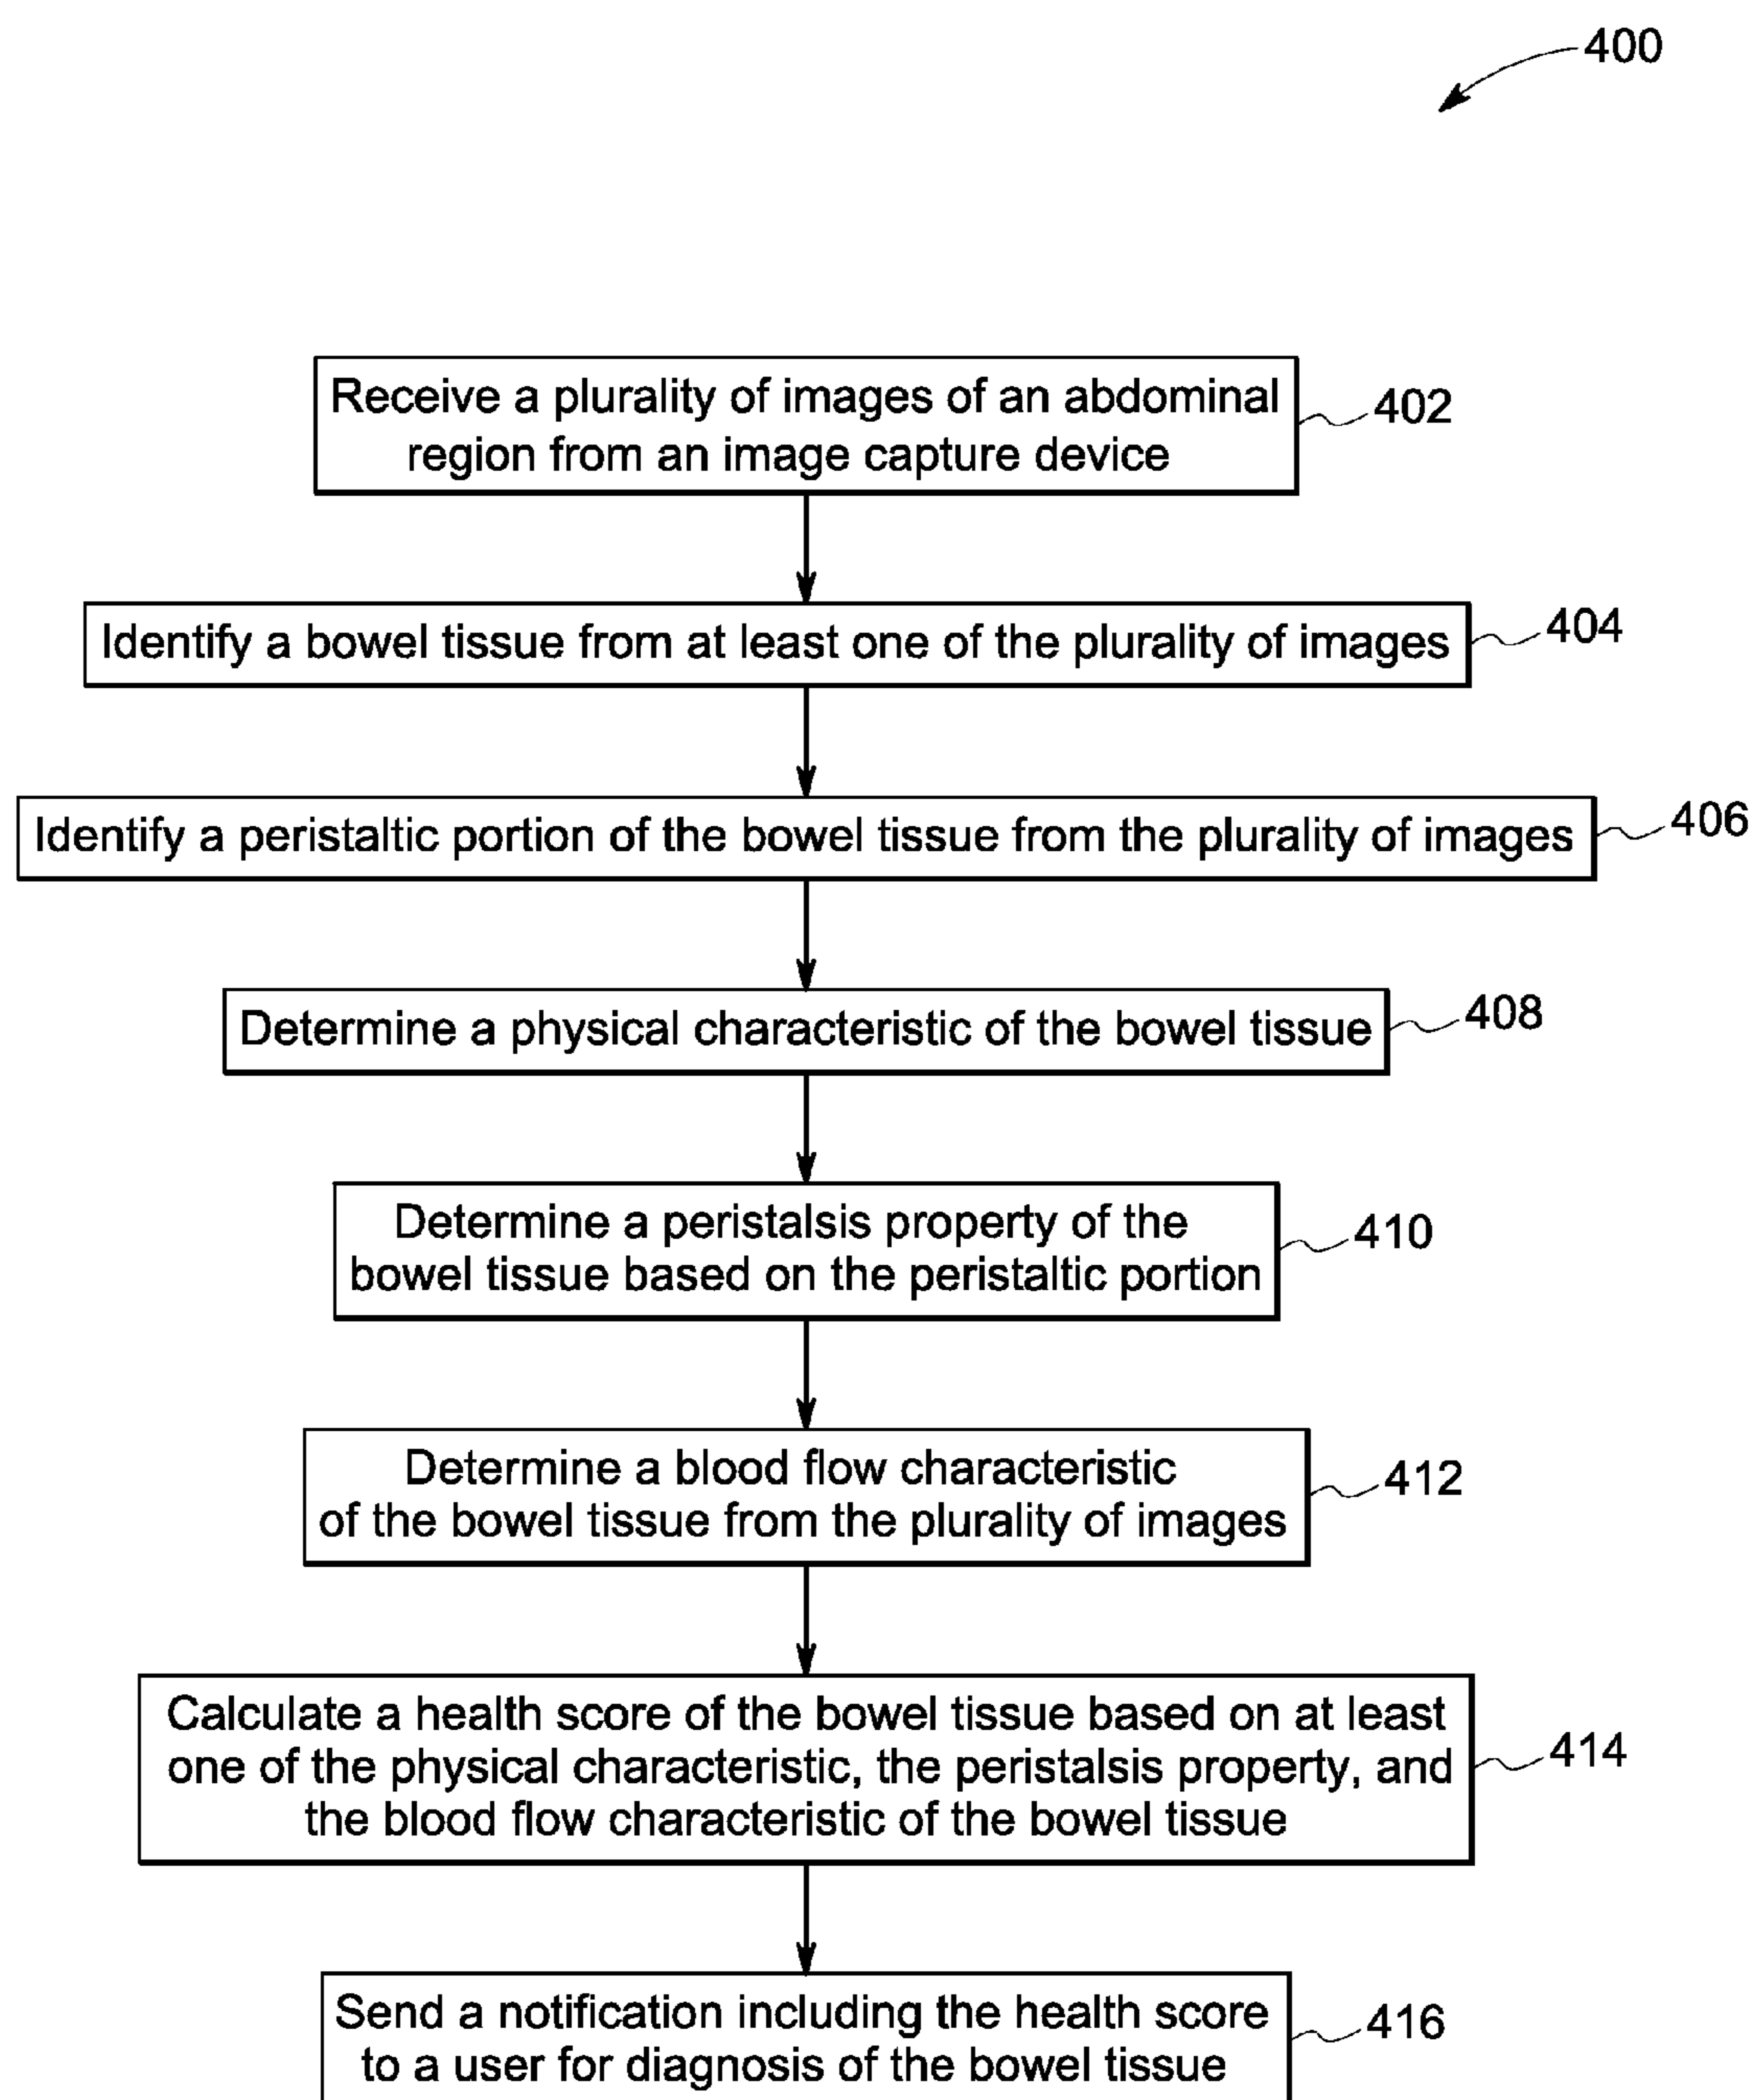 400
Receive a plurality of images of an abdominal
region from an image capture device
402
Identify a bowel tissue from at least one of the plurality of images
404
Identify a peristaltic portion of the bowel tissue from the plurality of images
406
Determine a physical characteristic of the bowel tissue
408
Determine a peristalsis property of the
bowel tissue based on the peristaltic portion
410
Determine a blood flow characteristic
of the bowel tissue from the plurality of images
412
Calculate a health score of the bowel tissue based on at least
one of the physical characteristic, the peristalsis property, and
the blood flow characteristic of the bowel tissue
414
Send a notification including the health score
to a user for diagnosis of the bowel tissue
416